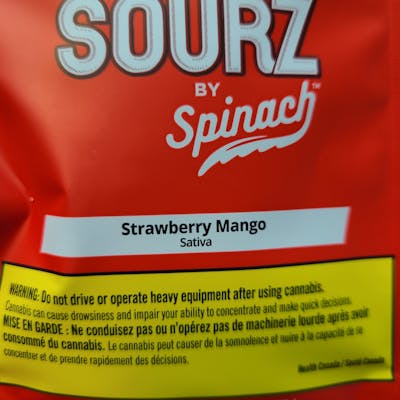 SOURZ
BY
Spinach™
Strawberry Mango
Sativa
WARNING: Do not drive or operate heavy equipment after using cannabis.
Cannabis can cause drowsiness and impair your ability to concentrate and make quick decisions.
MISE EN GARDE : Ne conduisez pas ou n'opérez pas de machinerie lourde après avoir
consommé du cannabis. Le cannabis peut causer de la somnolence et nuire à la capacité de se
concentrer et de prendre rapidement des décisions.
Health Canada / Santé Canada